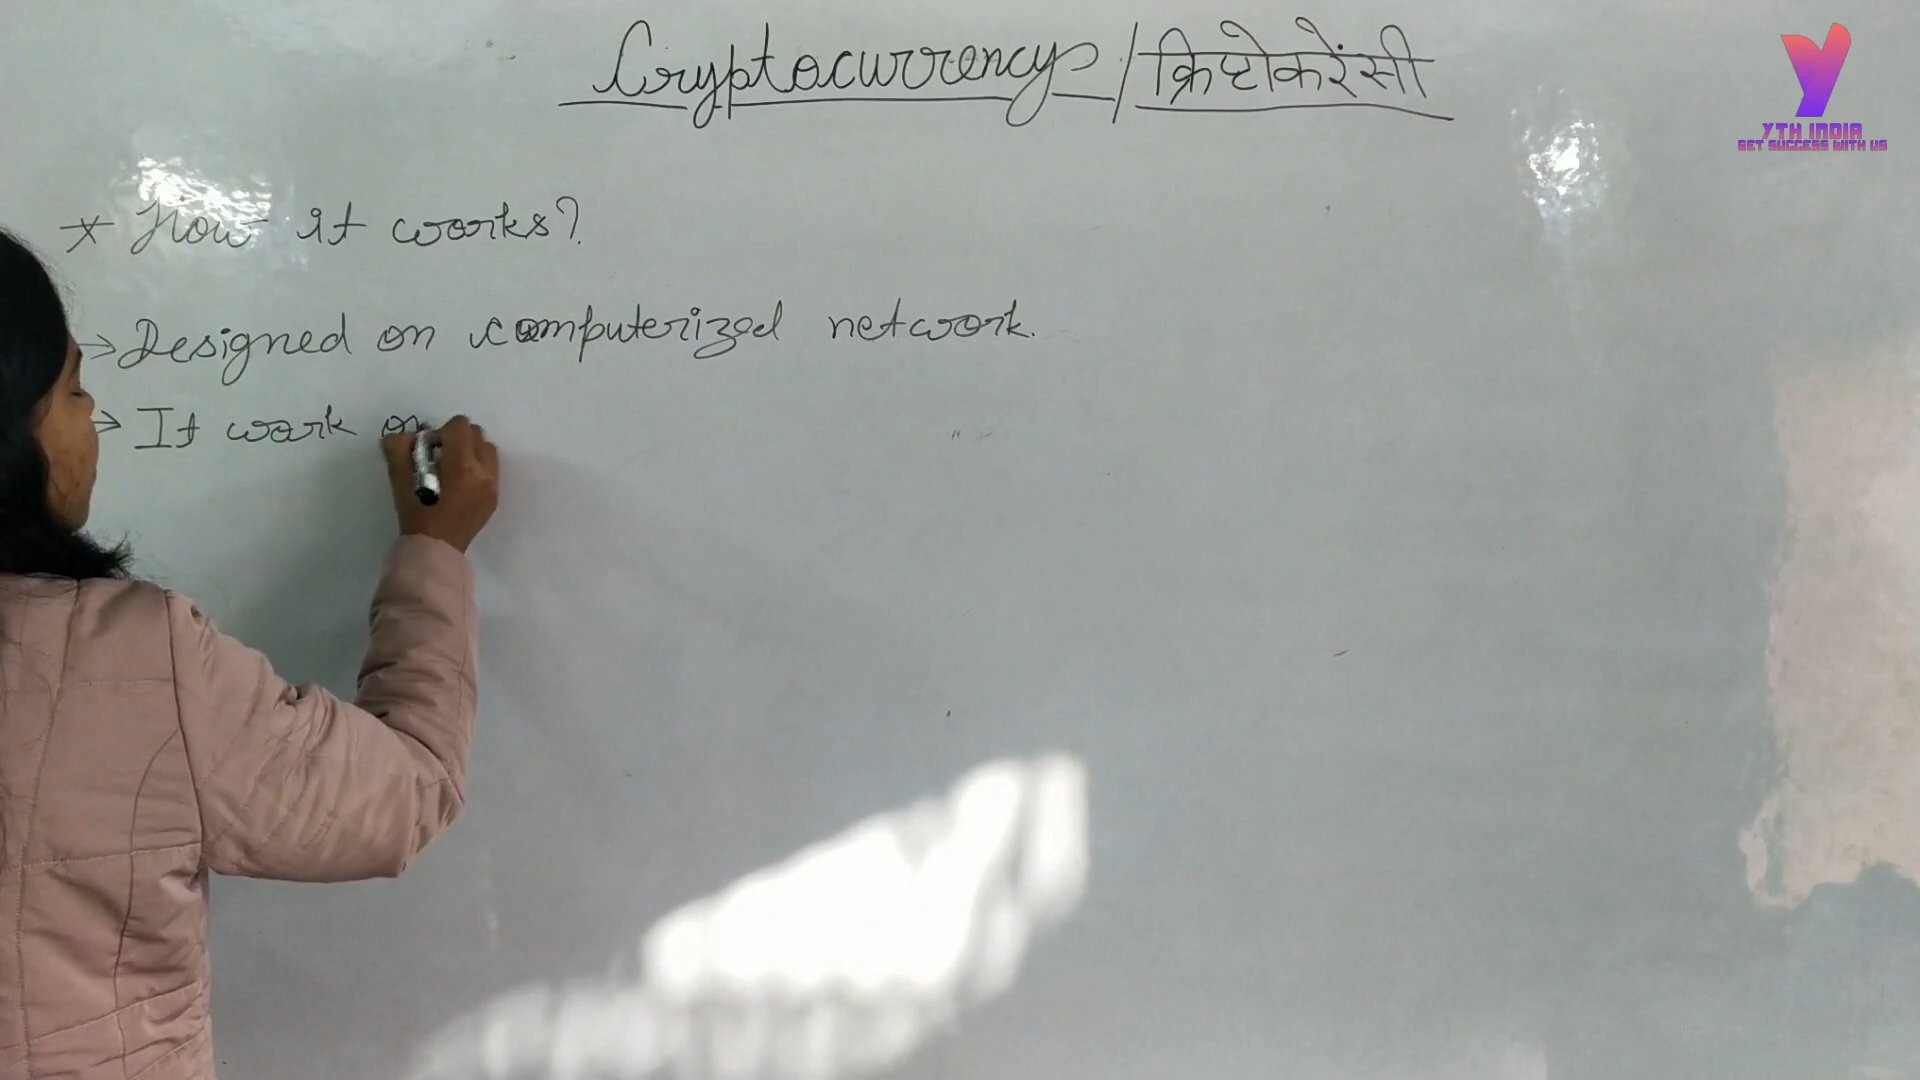 Cryptocurrency / क्रिप्टोकरेंसी
YTH INDIA
GET SUCCESS WITH US
* How it works?
→ Designed on computerized network.
→ It work on